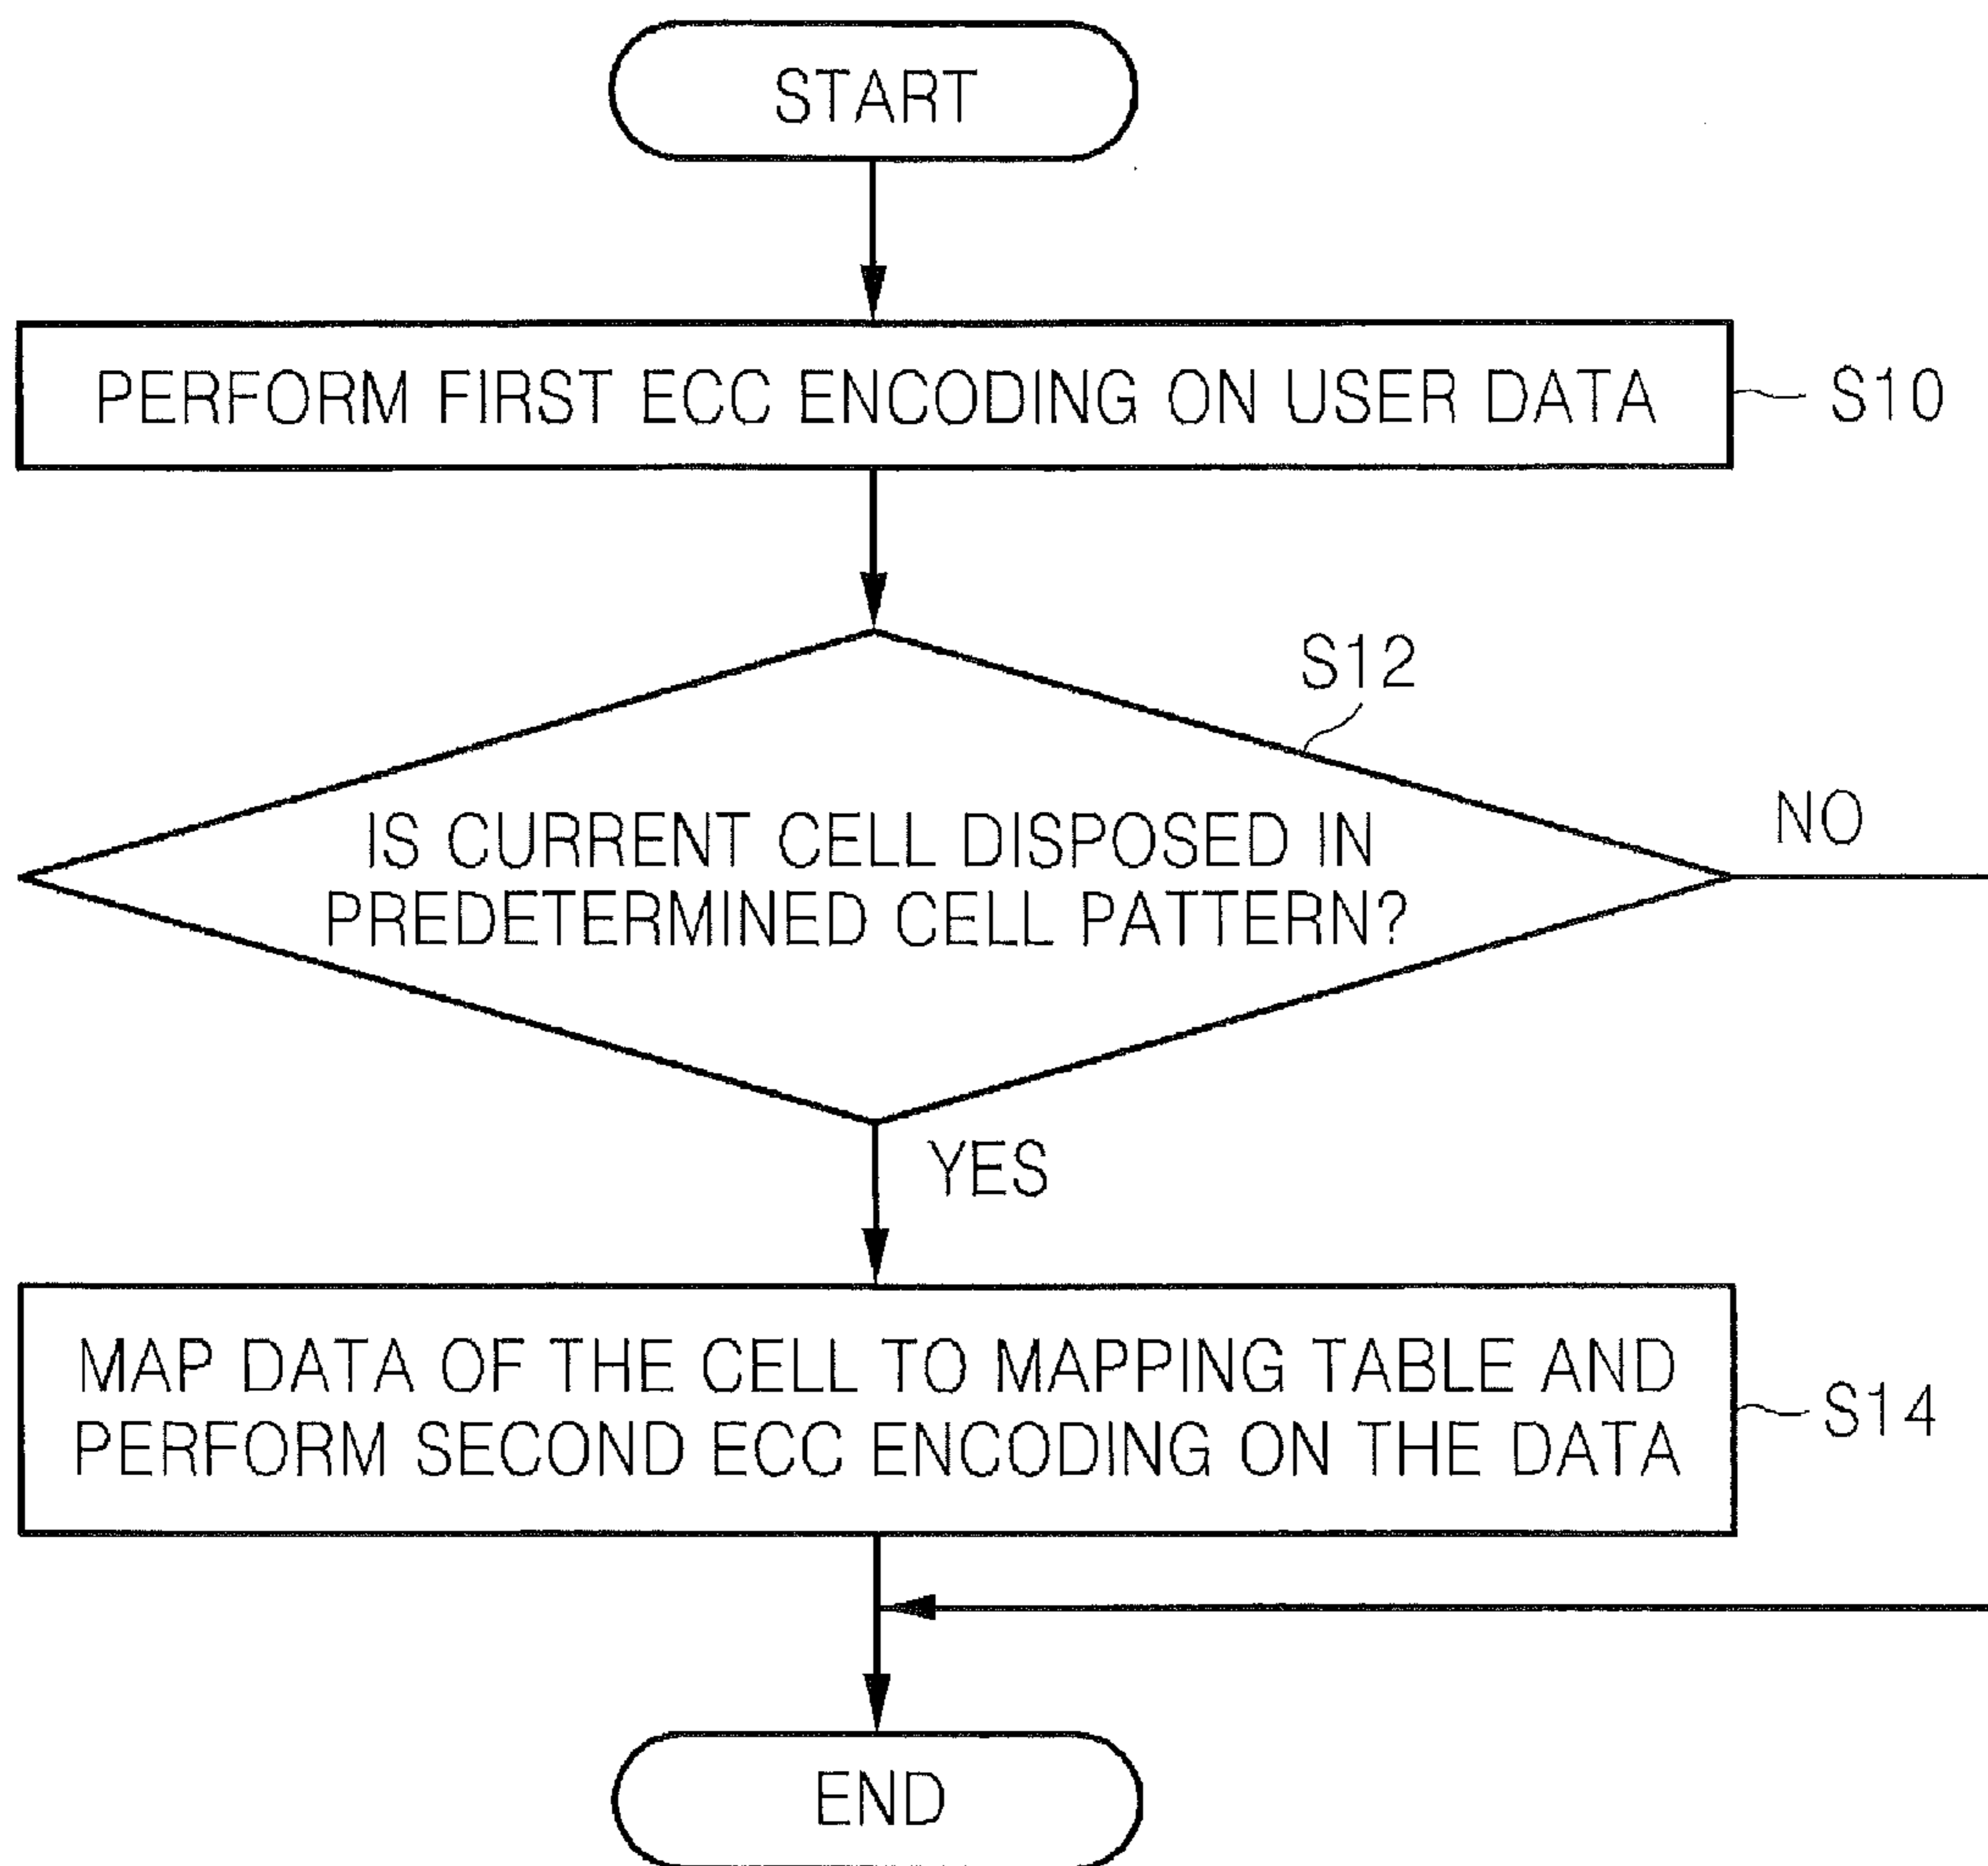 START
PERFORM FIRST ECC ENCODING ON USER DATA
S10
S12
IS CURRENT CELL DISPOSED IN
PREDETERMINED CELL PATTERN?
NO
YES
MAP DATA OF THE CELL TO MAPPING TABLE AND
PERFORM SECOND ECC ENCODING ON THE DATA
S14
END